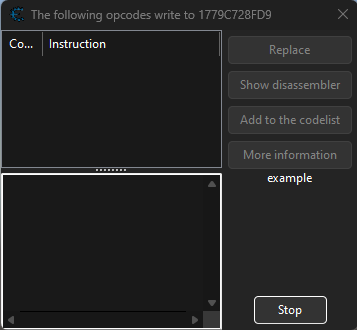 The following opcodes write to 1779C728FD9
Co... Instruction
Replace
Show disassembler
Add to the codelist
More information
example
Stop